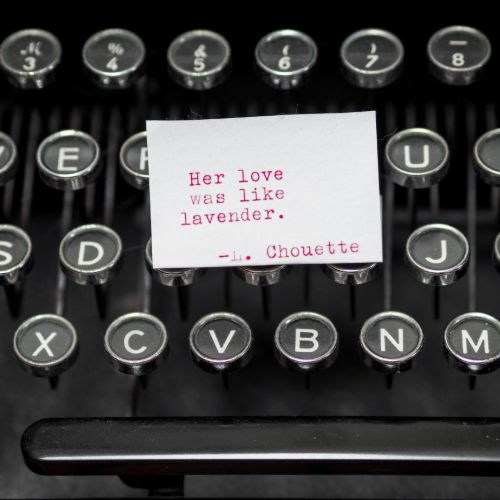 3 4 5 6 7 8
%  &  (  )  —
E U
Her love
was like
lavender.
-L. Chouette
S D J
X C V B N M